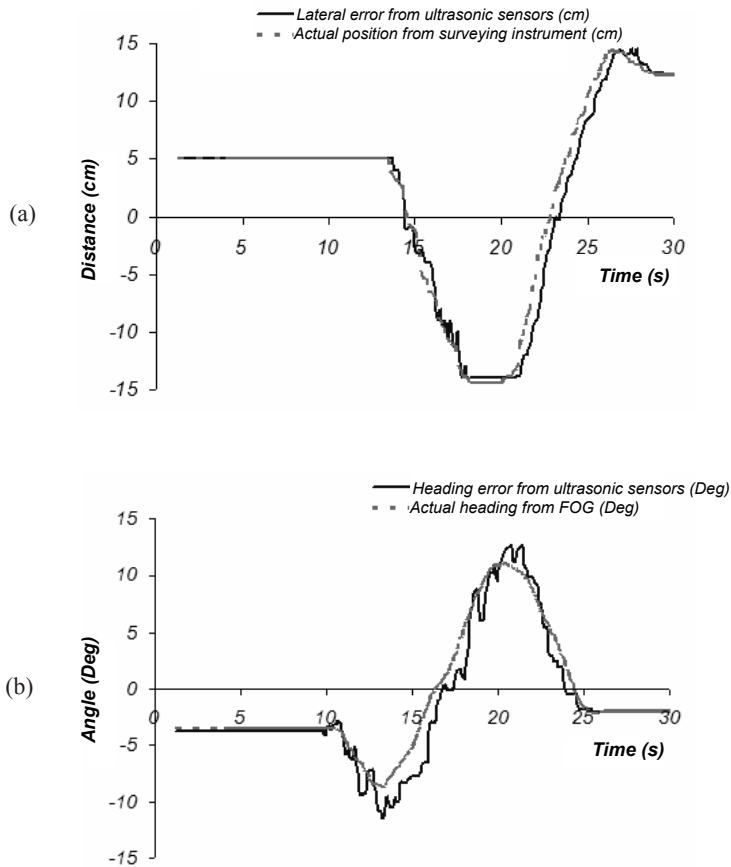 Lateral error from ultrasonic sensors (cm)
Actual position from surveying instrument (cm)
15
10
5
0
-5
-10
-15
0 5 10 15 20 25 30
Distance (cm)
Time (s)
(a)
Heading error from ultrasonic sensors (Deg)
Actual heading from FOG (Deg)
15
10
5
0
-5
-10
-15
0 5 10 15 20 25 30
Angle (Deg)
Time (s)
(b)